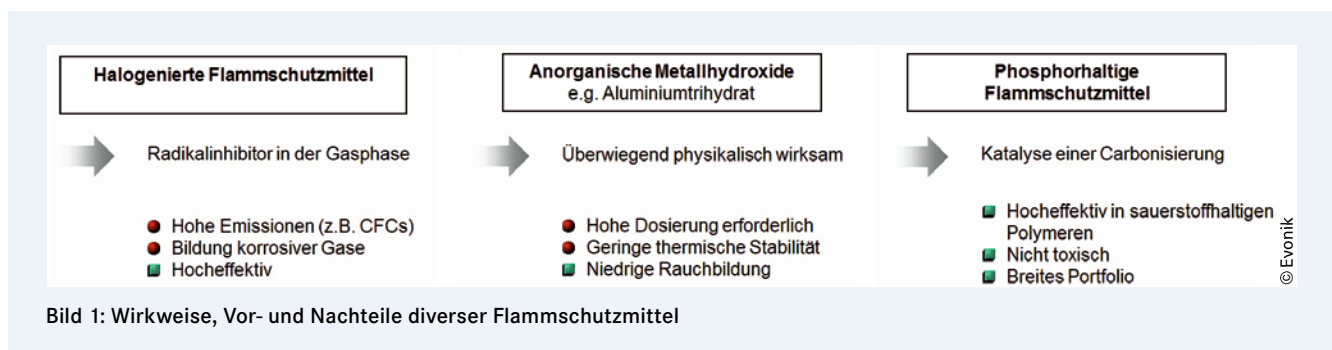 Halogenierte Flammschutzmittel
Radikalinhibitor in der Gasphase
Hohe Emissionen (z.B. CFCs)
Bildung korrosiver Gase
Hocheffektiv
Anorganische Metallhydroxide
e.g. Aluminiumtrihydrat
Überwiegend physikalisch wirksam
Hohe Dosierung erforderlich
Geringe thermische Stabilität
Niedrige Rauchbildung
Phosphorhaltige
Flammschutzmittel
Katalyse einer Carbonisierung
Hocheffektiv in sauerstoffhaltigen
Polymeren
Nicht toxisch
Breites Portfolio
© Evonik
Bild 1: Wirkweise, Vor- und Nachteile diverser Flammschutzmittel